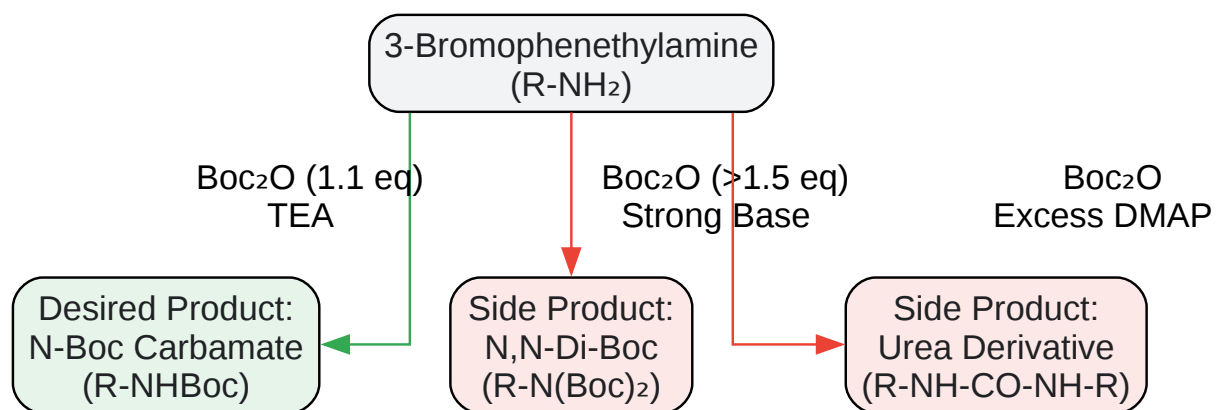 3-Bromophenethylamine
(R-NH₂)
Boc₂O (1.1 eq)
TEA
Boc₂O (>1.5 eq)
Strong Base
Boc₂O
Excess DMAP
Desired Product:
N-Boc Carbamate
(R-NHBoc)
Side Product:
N,N-Di-Boc
(R-N(Boc)₂)
Side Product:
Urea Derivative
(R-NH-CO-NH-R)